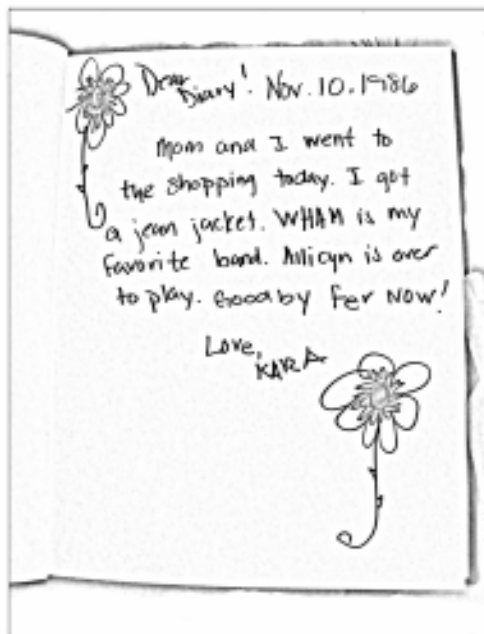 Dear Diary! Nov. 10. 1986
Mom and I went to
the shopping today. I got
a jean jacket. WHAM is my
favorite band. Allicyn is over
to play. Goodby fer NOW!
Love,
KARA